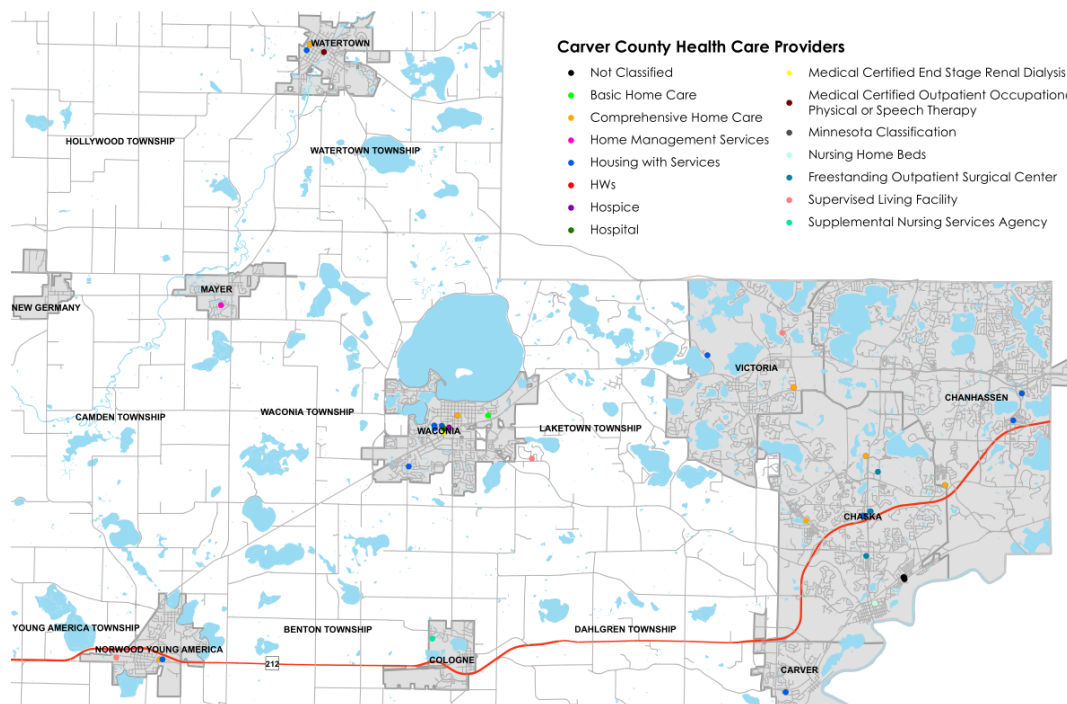 Carver County Health Care Providers
Not Classified
Basic Home Care
Comprehensive Home Care
Home Management Services
Housing with Services
HWs
Hospice
Hospital
Medical Certified End Stage Renal Dialysis
Medical Certified Outpatient Occupationa
Physical or Speech Therapy
Minnesota Classification
Nursing Home Beds
Freestanding Outpatient Surgical Center
Supervised Living Facility
Supplemental Nursing Services Agency
WATERTOWN
HOLLYWOOD TOWNSHIP
WATERTOWN TOWNSHIP
MAYER
NEW GERMANY
VICTORIA
CHANHASSEN
CAMDEN TOWNSHIP
WACONIA TOWNSHIP
WACONIA
LAKETOWN TOWNSHIP
CHASKA
YOUNG AMERICA TOWNSHIP
BENTON TOWNSHIP
DAHLGREN TOWNSHIP
NORWOOD YOUNG AMERICA
212
COLOGNE
CARVER